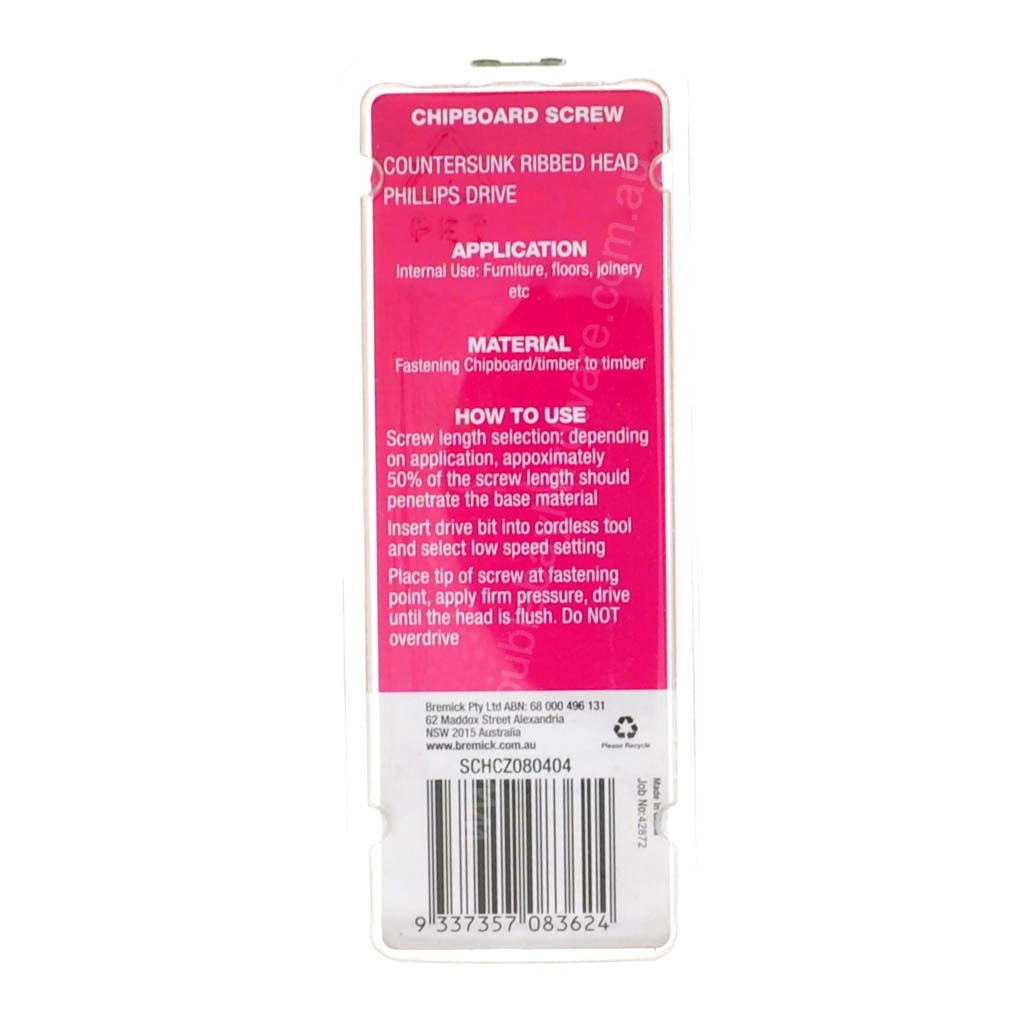 CHIPBOARD SCREW
COUNTERSUNK RIBBED HEAD
PHILLIPS DRIVE
PET
APPLICATION
Internal Use: Furniture, floors, joinery
etc
MATERIAL
Fastening Chipboard/timber to timber
HOW TO USE
Screw length selection: depending
on application, appoximately
50% of the screw length should
penetrate the base material
Insert drive bit into cordless tool
and select low speed setting
Place tip of screw at fastening
point, apply firm pressure, drive
until the head is flush. Do NOT
overdrive
Bremick Pty Ltd ABN: 68 000 496 131
62 Maddox Street Alexandria
NSW 2015 Australia
www.bremick.com.au
Please Recycle
SCHCZ080404
Made In
Job No:42872
9 337357 083624